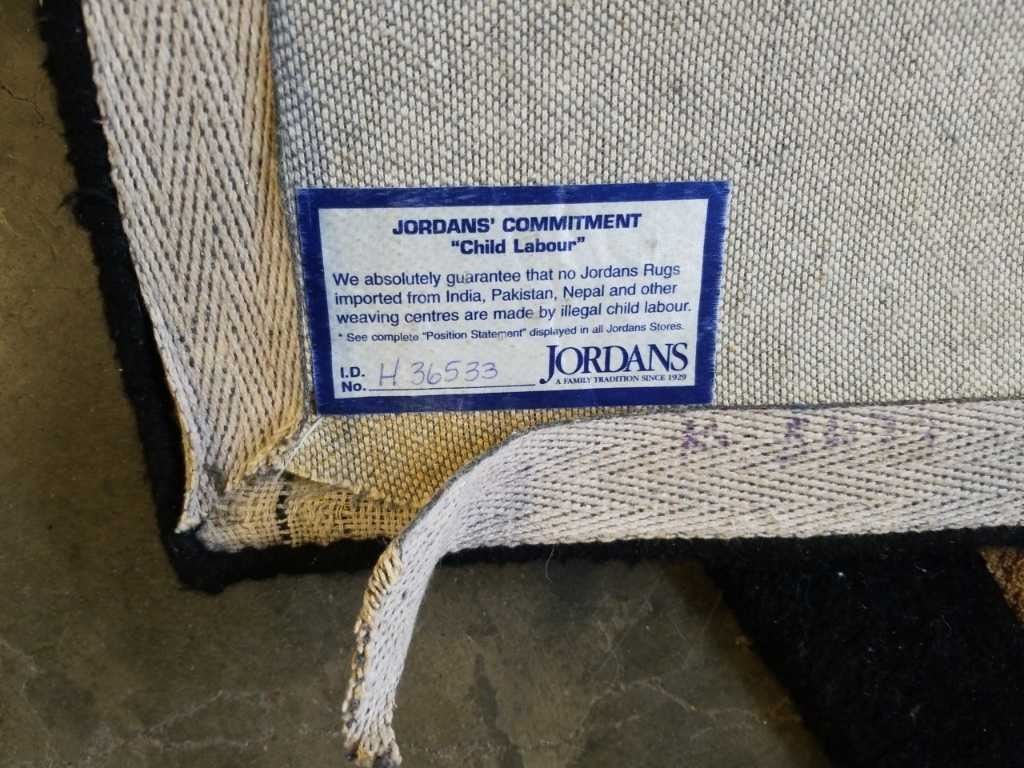 JORDANS' COMMITMENT
"Child Labour"
We absolutely guarantee that no Jordans Rugs
imported from India, Pakistan, Nepal and other
weaving centres are made by illegal child labour.
* See complete "Position Statement" displayed in all Jordans Stores.
I.D.
No. H 36533
JORDANS
A FAMILY TRADITION SINCE 1929